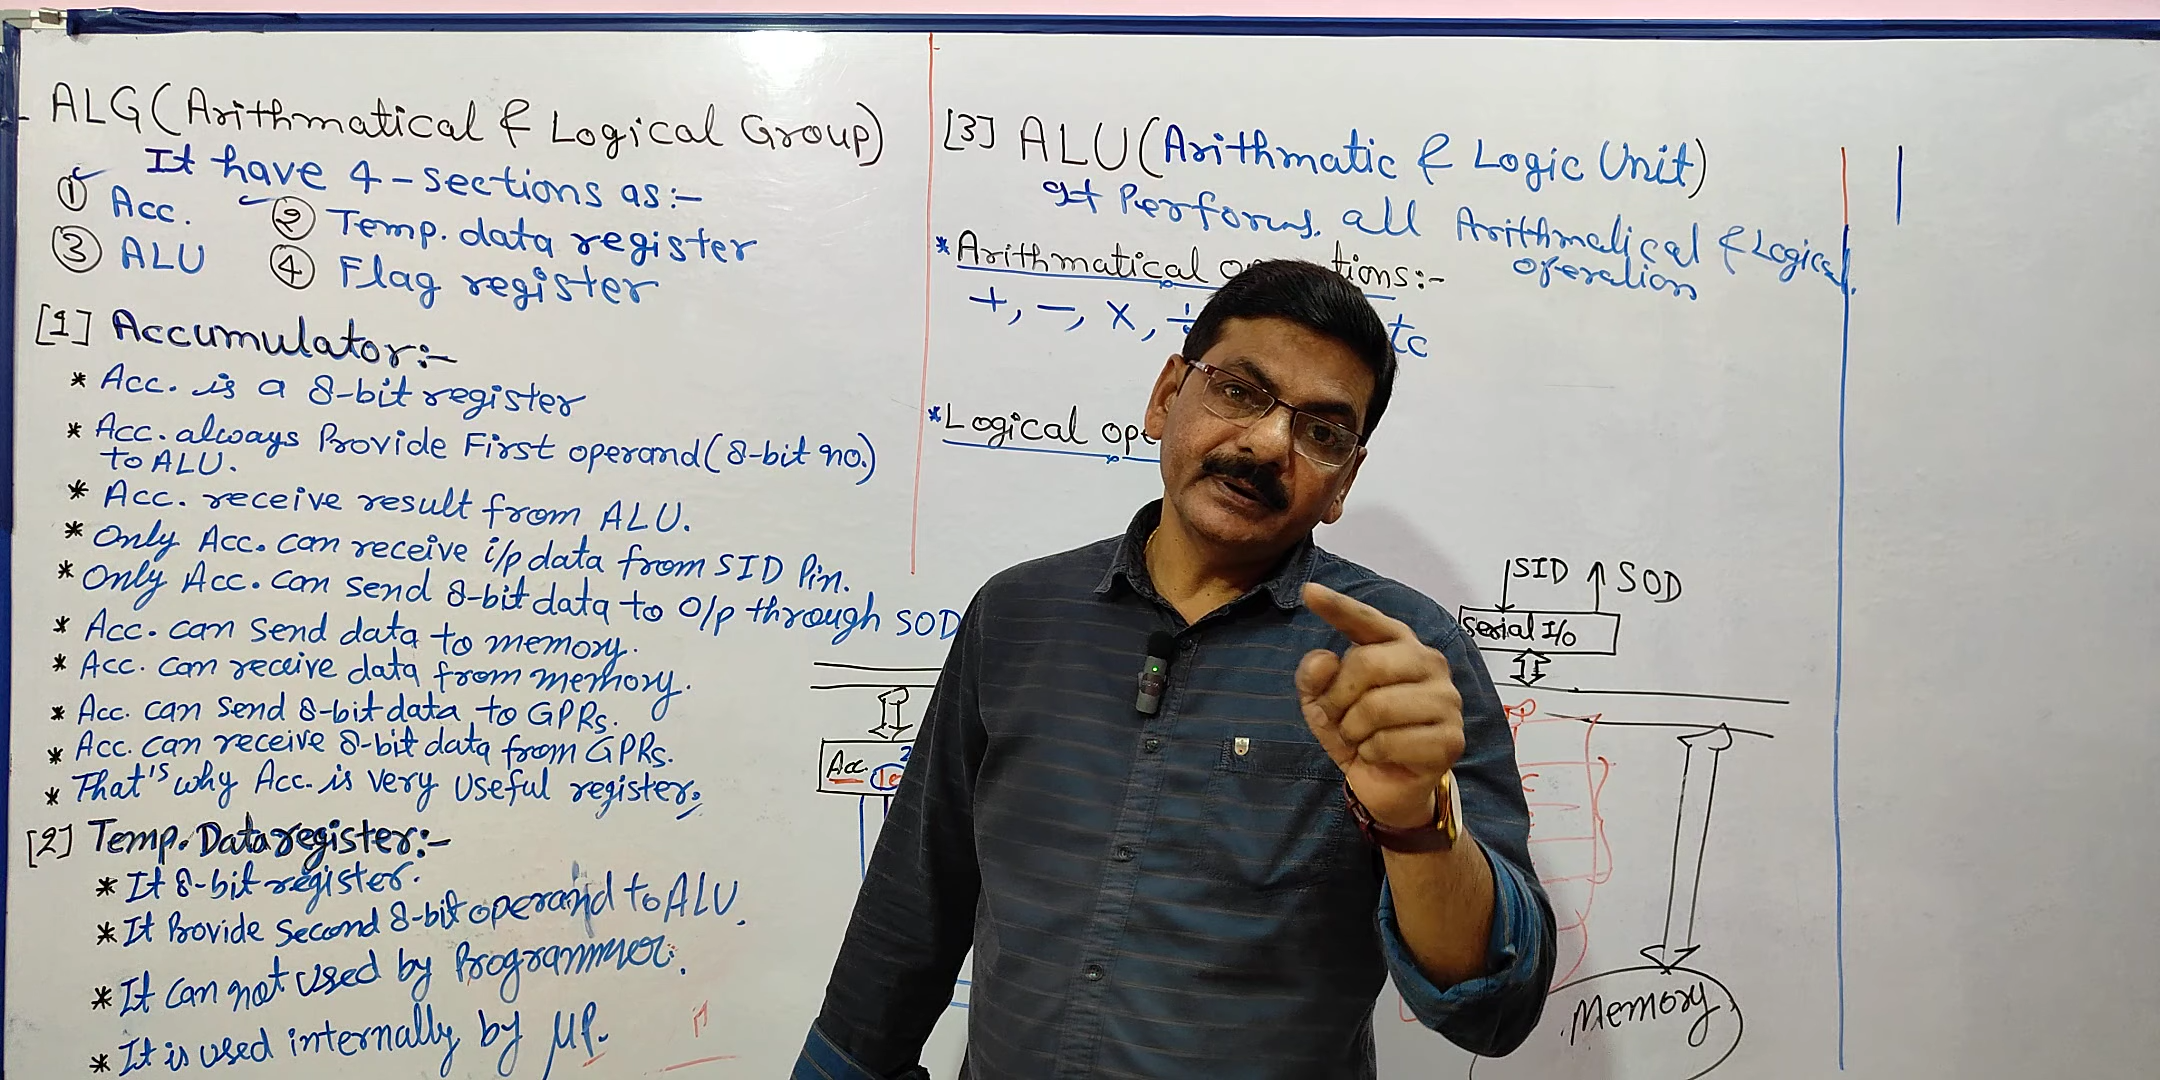 ALG (Arithmatical & Logical Group)
It have 4-sections as:-
① Acc. ② Temp. data register
③ ALU ④ Flag register
[1] Accumulator:-
* Acc. is a 8-bit register
* Acc. always Provide First operand (8-bit no.)
to ALU.
* Acc. receive result from ALU.
* Only Acc. can receive i/p data from SID Pin.
* Only Acc. can send 8-bit data to O/p through SOD
* Acc. can send data to memory.
* Acc. can receive data from memory.
* Acc. can send 8-bit data to GPRs.
* Acc. can receive 8-bit data from GPRs.
* That's why Acc. is very useful register.
[2] Temp. Data register:-
* It 8-bit register.
* It Provide Second 8-bit operand to ALU.
* It can not used by Programmer.
* It is used internally by μP.
[3] ALU (Arithmatic & Logic Unit)
It Performs all Arithmatical & Logical
operation
* Arithmatical tions:-
+, -, ×, tc
* Logical
SID SOD
Serial I/O
Acc.
Memory